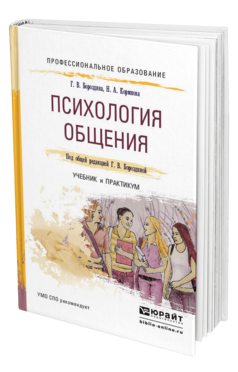 ПРОФЕССИОНАЛЬНОЕ ОБРАЗОВАНИЕ
Г. В. Бороздина, Н. А. Кормнова
ПСИХОЛОГИЯ
ОБЩЕНИЯ
Под общей редакцией Г. В. Бороздиной
УЧЕБНИК и ПРАКТИКУМ
УМО СПО рекомендует
юрайт
biblio-online.ru